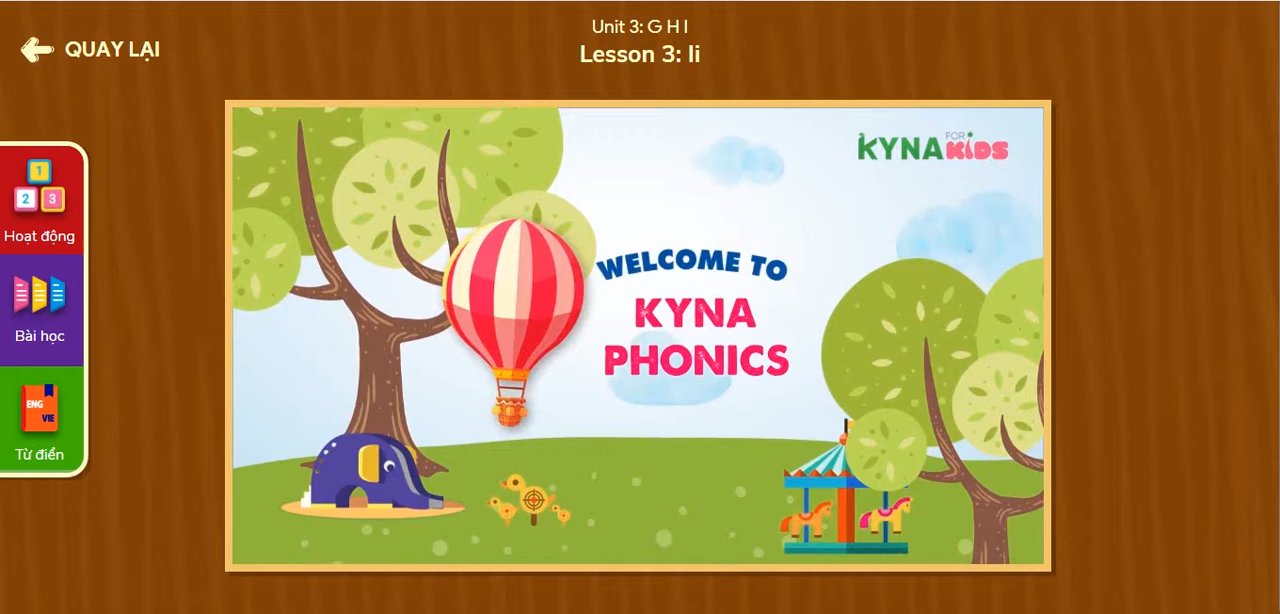 Unit 3: G H I
QUAY LẠI
Lesson 3: Ii
FOR
KYNA KiDS
WELCOME TO
KYNA
PHONICS
1
2 3
Hoạt động
Bài học
ENG
VIE
Từ điển